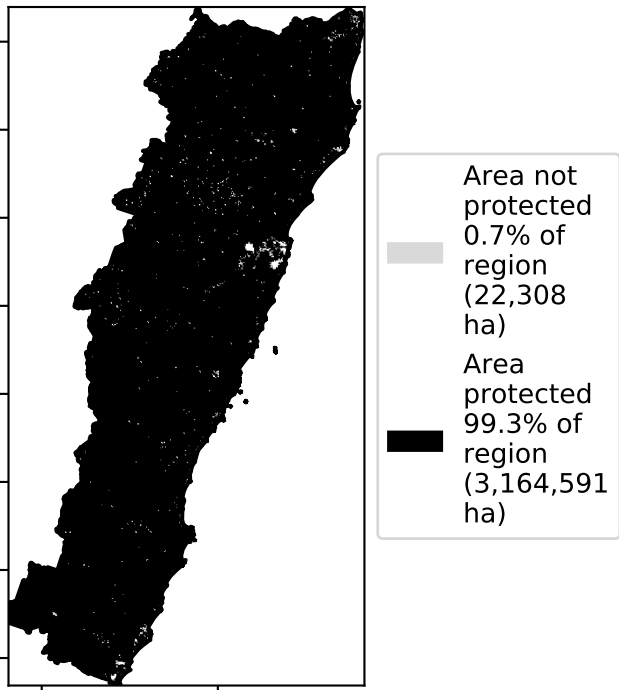 Area not
protected
0.7% of
region
(22,308
ha)
Area
protected
99.3% of
region
(3,164,591
ha)